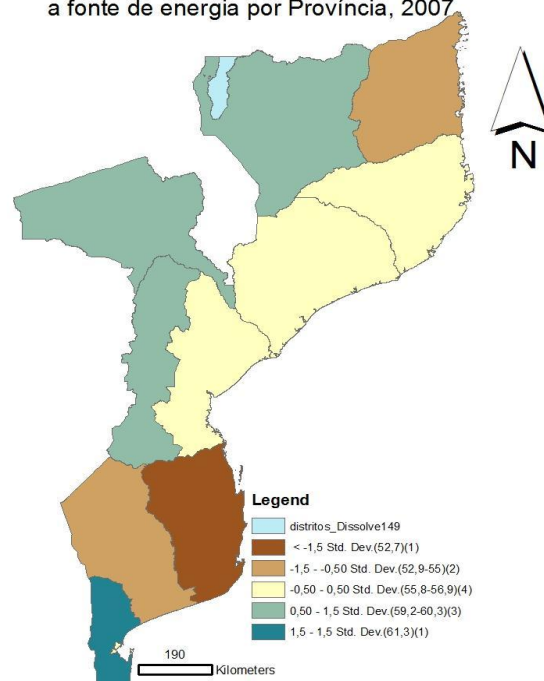 a fonte de energia por Província, 2007
N
Legend
distritos_Dissolve149
< -1,5 Std. Dev.(52,7)(1)
-1,5 - -0,50 Std. Dev.(52,9-55)(2)
-0,50 - 0,50 Std. Dev.(55,8-56,9)(4)
0,50 - 1,5 Std. Dev.(59,2-60,3)(3)
1,5 - 1,5 Std. Dev.(61,3)(1)
190
Kilometers